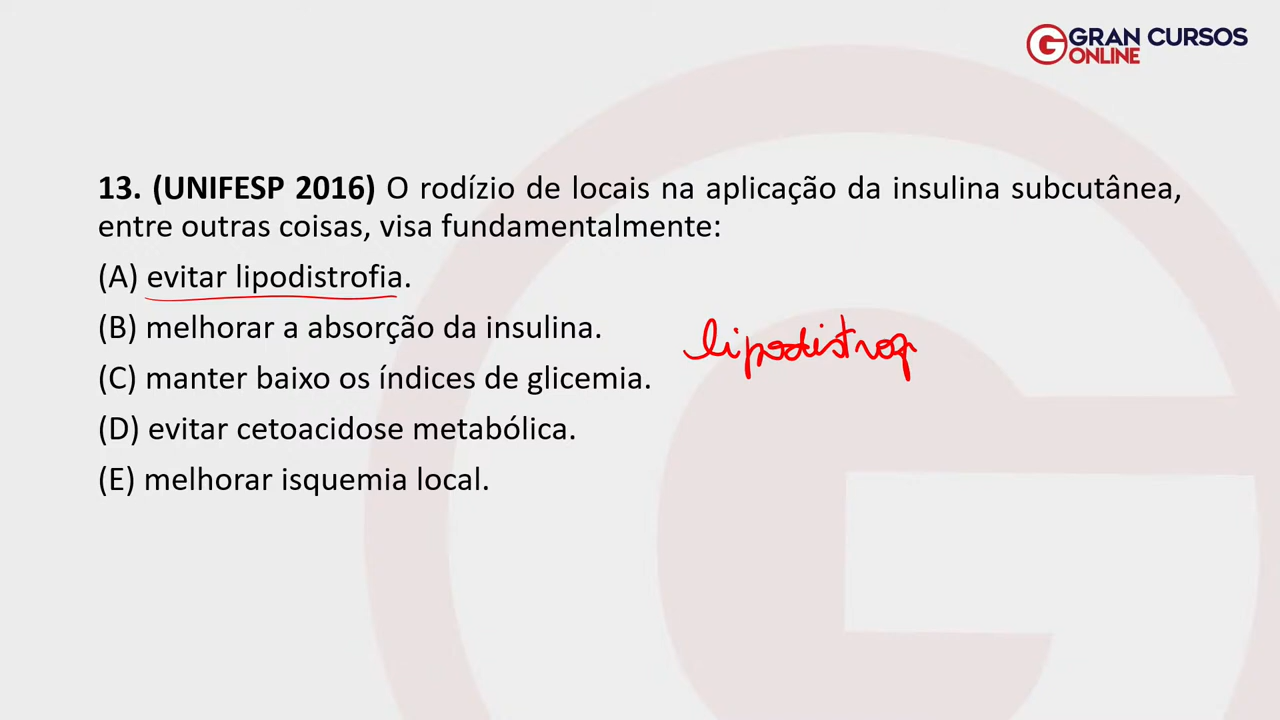 GRAN CURSOS
ONLINE
13. (UNIFESP 2016) O rodízio de locais na aplicação da insulina subcutânea,
entre outras coisas, visa fundamentalmente:
(A) evitar lipodistrofia.
(B) melhorar a absorção da insulina.
lipodistrop
(C) manter baixo os índices de glicemia.
(D) evitar cetoacidose metabólica.
(E) melhorar isquemia local.